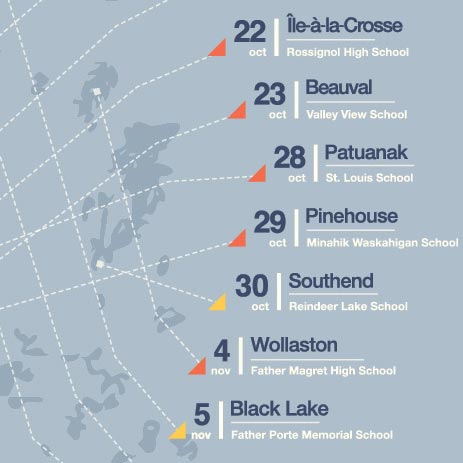 22 Île-à-la-Crosse
oct Rossignol High School
23 Beauval
oct Valley View School
28 Patuanak
oct St. Louis School
29 Pinehouse
oct Minahik Waskahigan School
30 Southend
oct Reindeer Lake School
4 Wollaston
nov Father Magret High School
5 Black Lake
nov Father Porte Memorial School